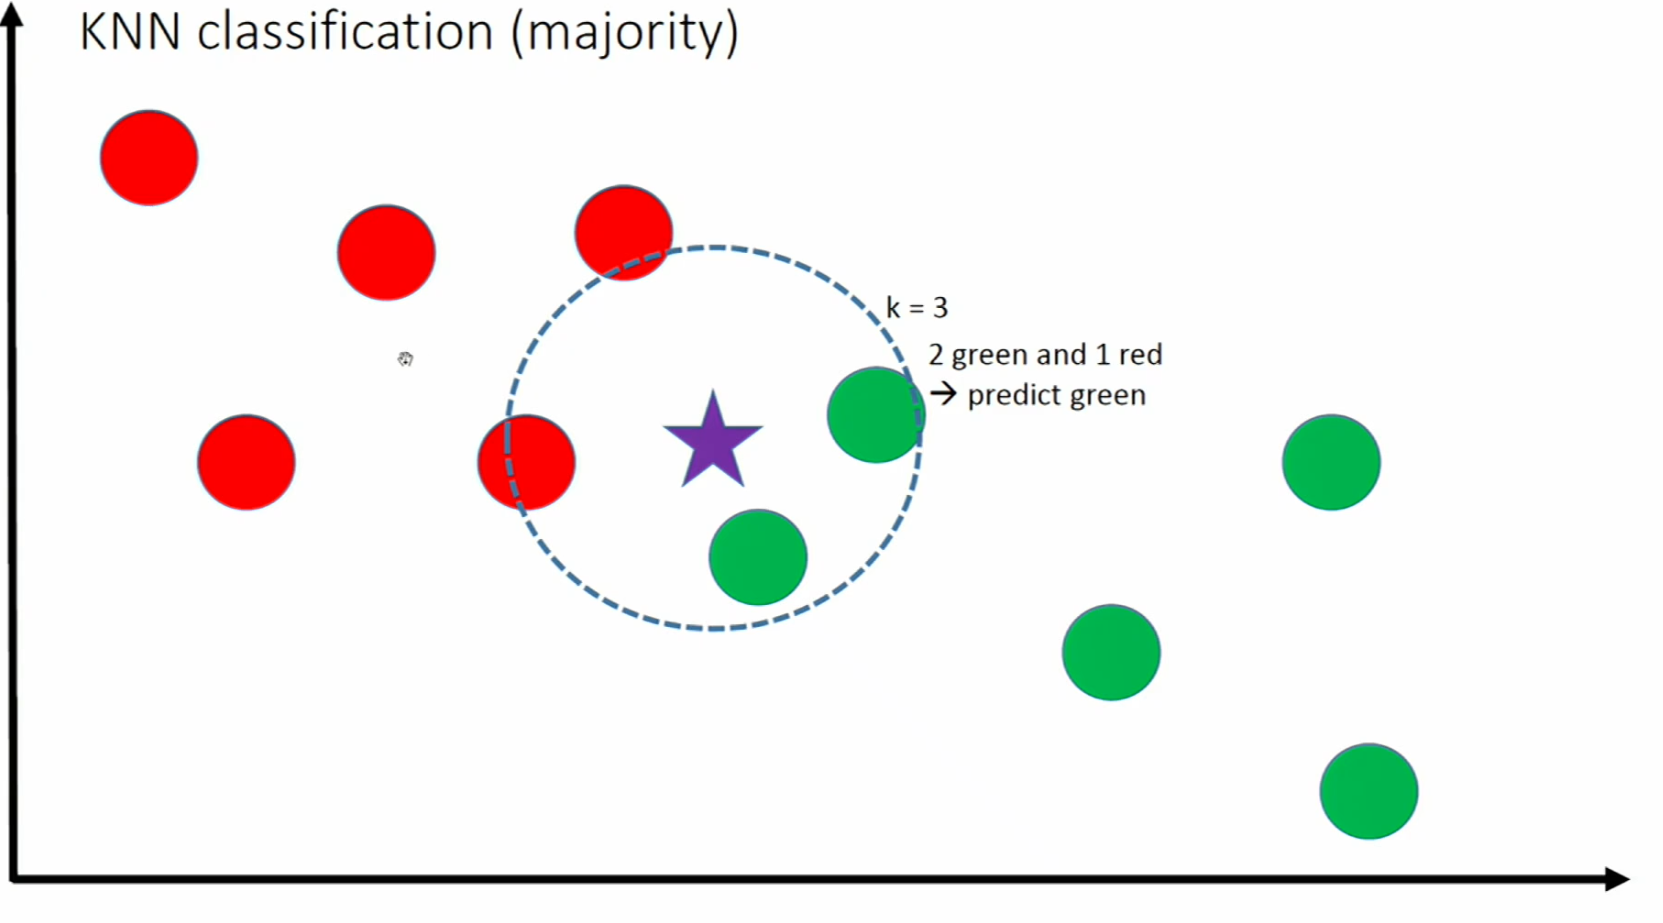 KNN classification (majority)
k = 3
2 green and 1 red
→ predict green